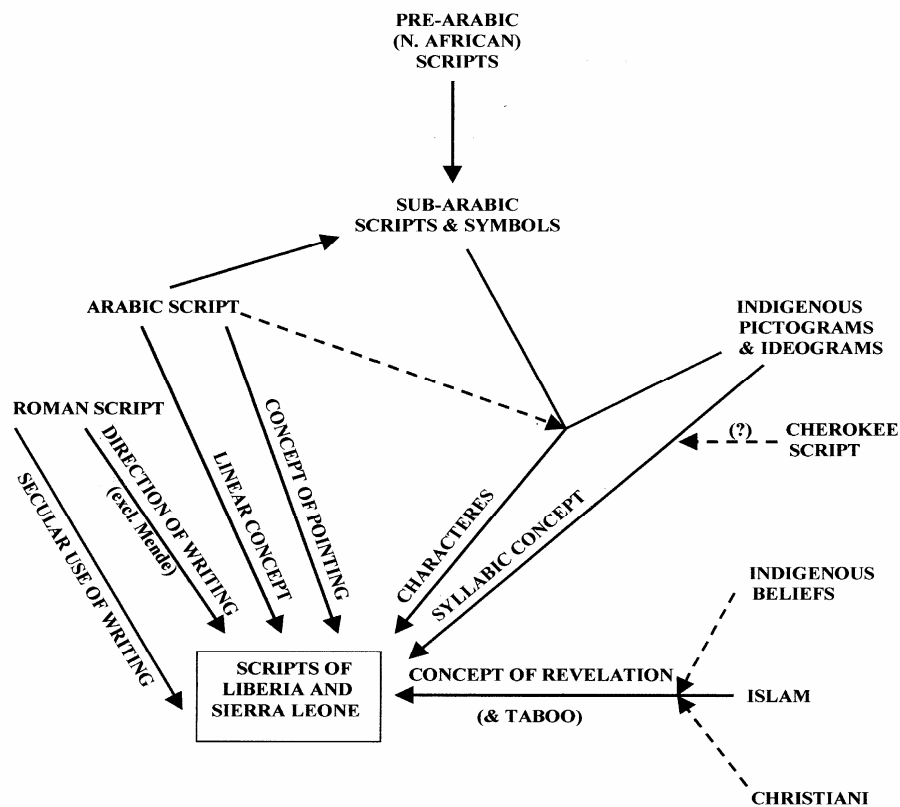 PRE-ARABIC
(N. AFRICAN)
SCRIPTS
SUB-ARABIC
SCRIPTS & SYMBOLS
ARABIC SCRIPT
INDIGENOUS
PICTOGRAMS
& IDEOGRAMS
ROMAN SCRIPT
(?)
CHEROKEE
SCRIPT
SECULAR USE OF WRITING
DIRECTION OF WRITING
(excl. Mende)
LINEAR CONCEPT
CONCEPT OF POINTING
CHARACTERES
SYLLABIC CONCEPT
INDIGENOUS
BELIEFS
SCRIPTS OF
LIBERIA AND
SIERRA LEONE
CONCEPT OF REVELATION
(& TABOO)
ISLAM
CHRISTIANI